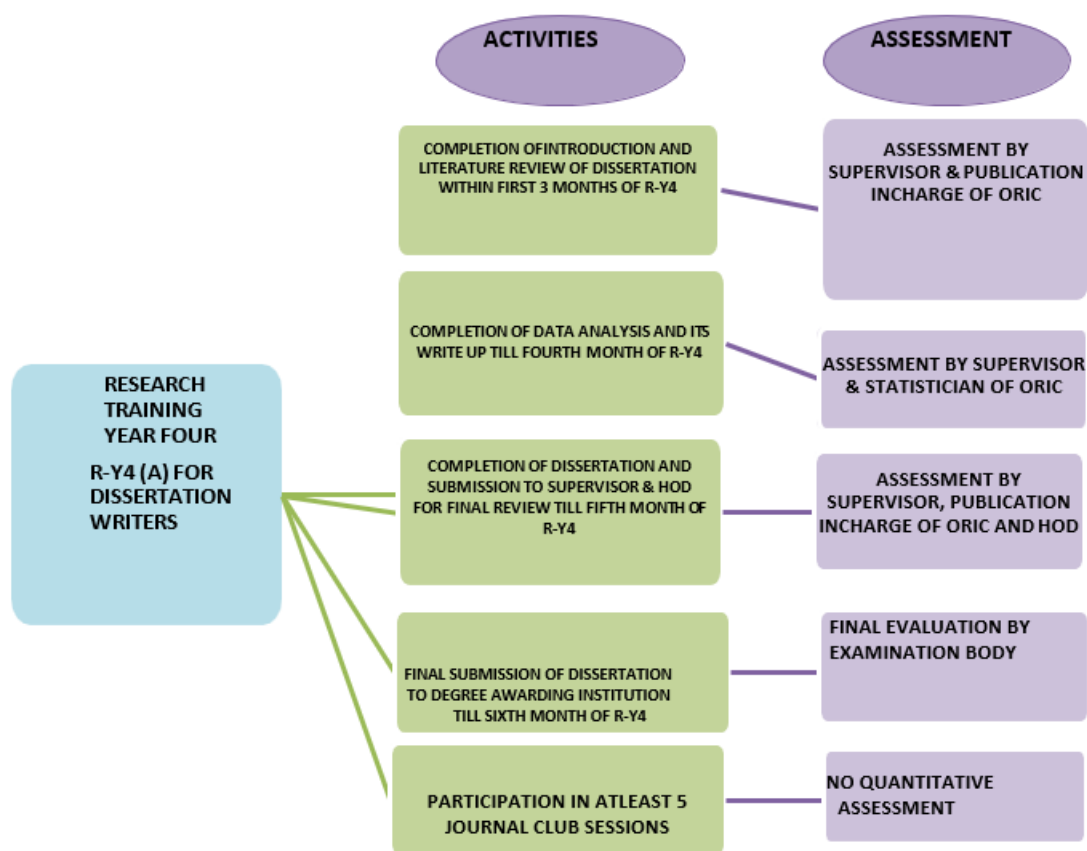 ACTIVITIES
ASSESSMENT
COMPLETION OFINTRODUCTION AND
LITERATURE REVIEW OF DISSERTATION
WITHIN FIRST 3 MONTHS OF R-Y4
ASSESSMENT BY
SUPERVISOR & PUBLICATION
INCHARGE OF ORIC
COMPLETION OF DATA ANALYSIS AND ITS
WRITE UP TILL FOURTH MONTH OF R-Y4
ASSESSMENT BY SUPERVISOR
& STATISTICIAN OF ORIC
RESEARCH
TRAINING
YEAR FOUR
R-Y4 (A) FOR
DISSERTATION
WRITERS
COMPLETION OF DISSERTATION AND
SUBMISSION TO SUPERVISOR & HOD
FOR FINAL REVIEW TILL FIFTH MONTH OF
R-Y4
ASSESSMENT BY
SUPERVISOR, PUBLICATION
INCHARGE OF ORIC AND HOD
FINAL SUBMISSION OF DISSERTATION
TO DEGREE AWARDING INSTITUTION
TILL SIXTH MONTH OF R-Y4
FINAL EVALUATION BY
EXAMINATION BODY
PARTICIPATION IN ATLEAST 5
JOURNAL CLUB SESSIONS
NO QUANTITATIVE
ASSESSMENT